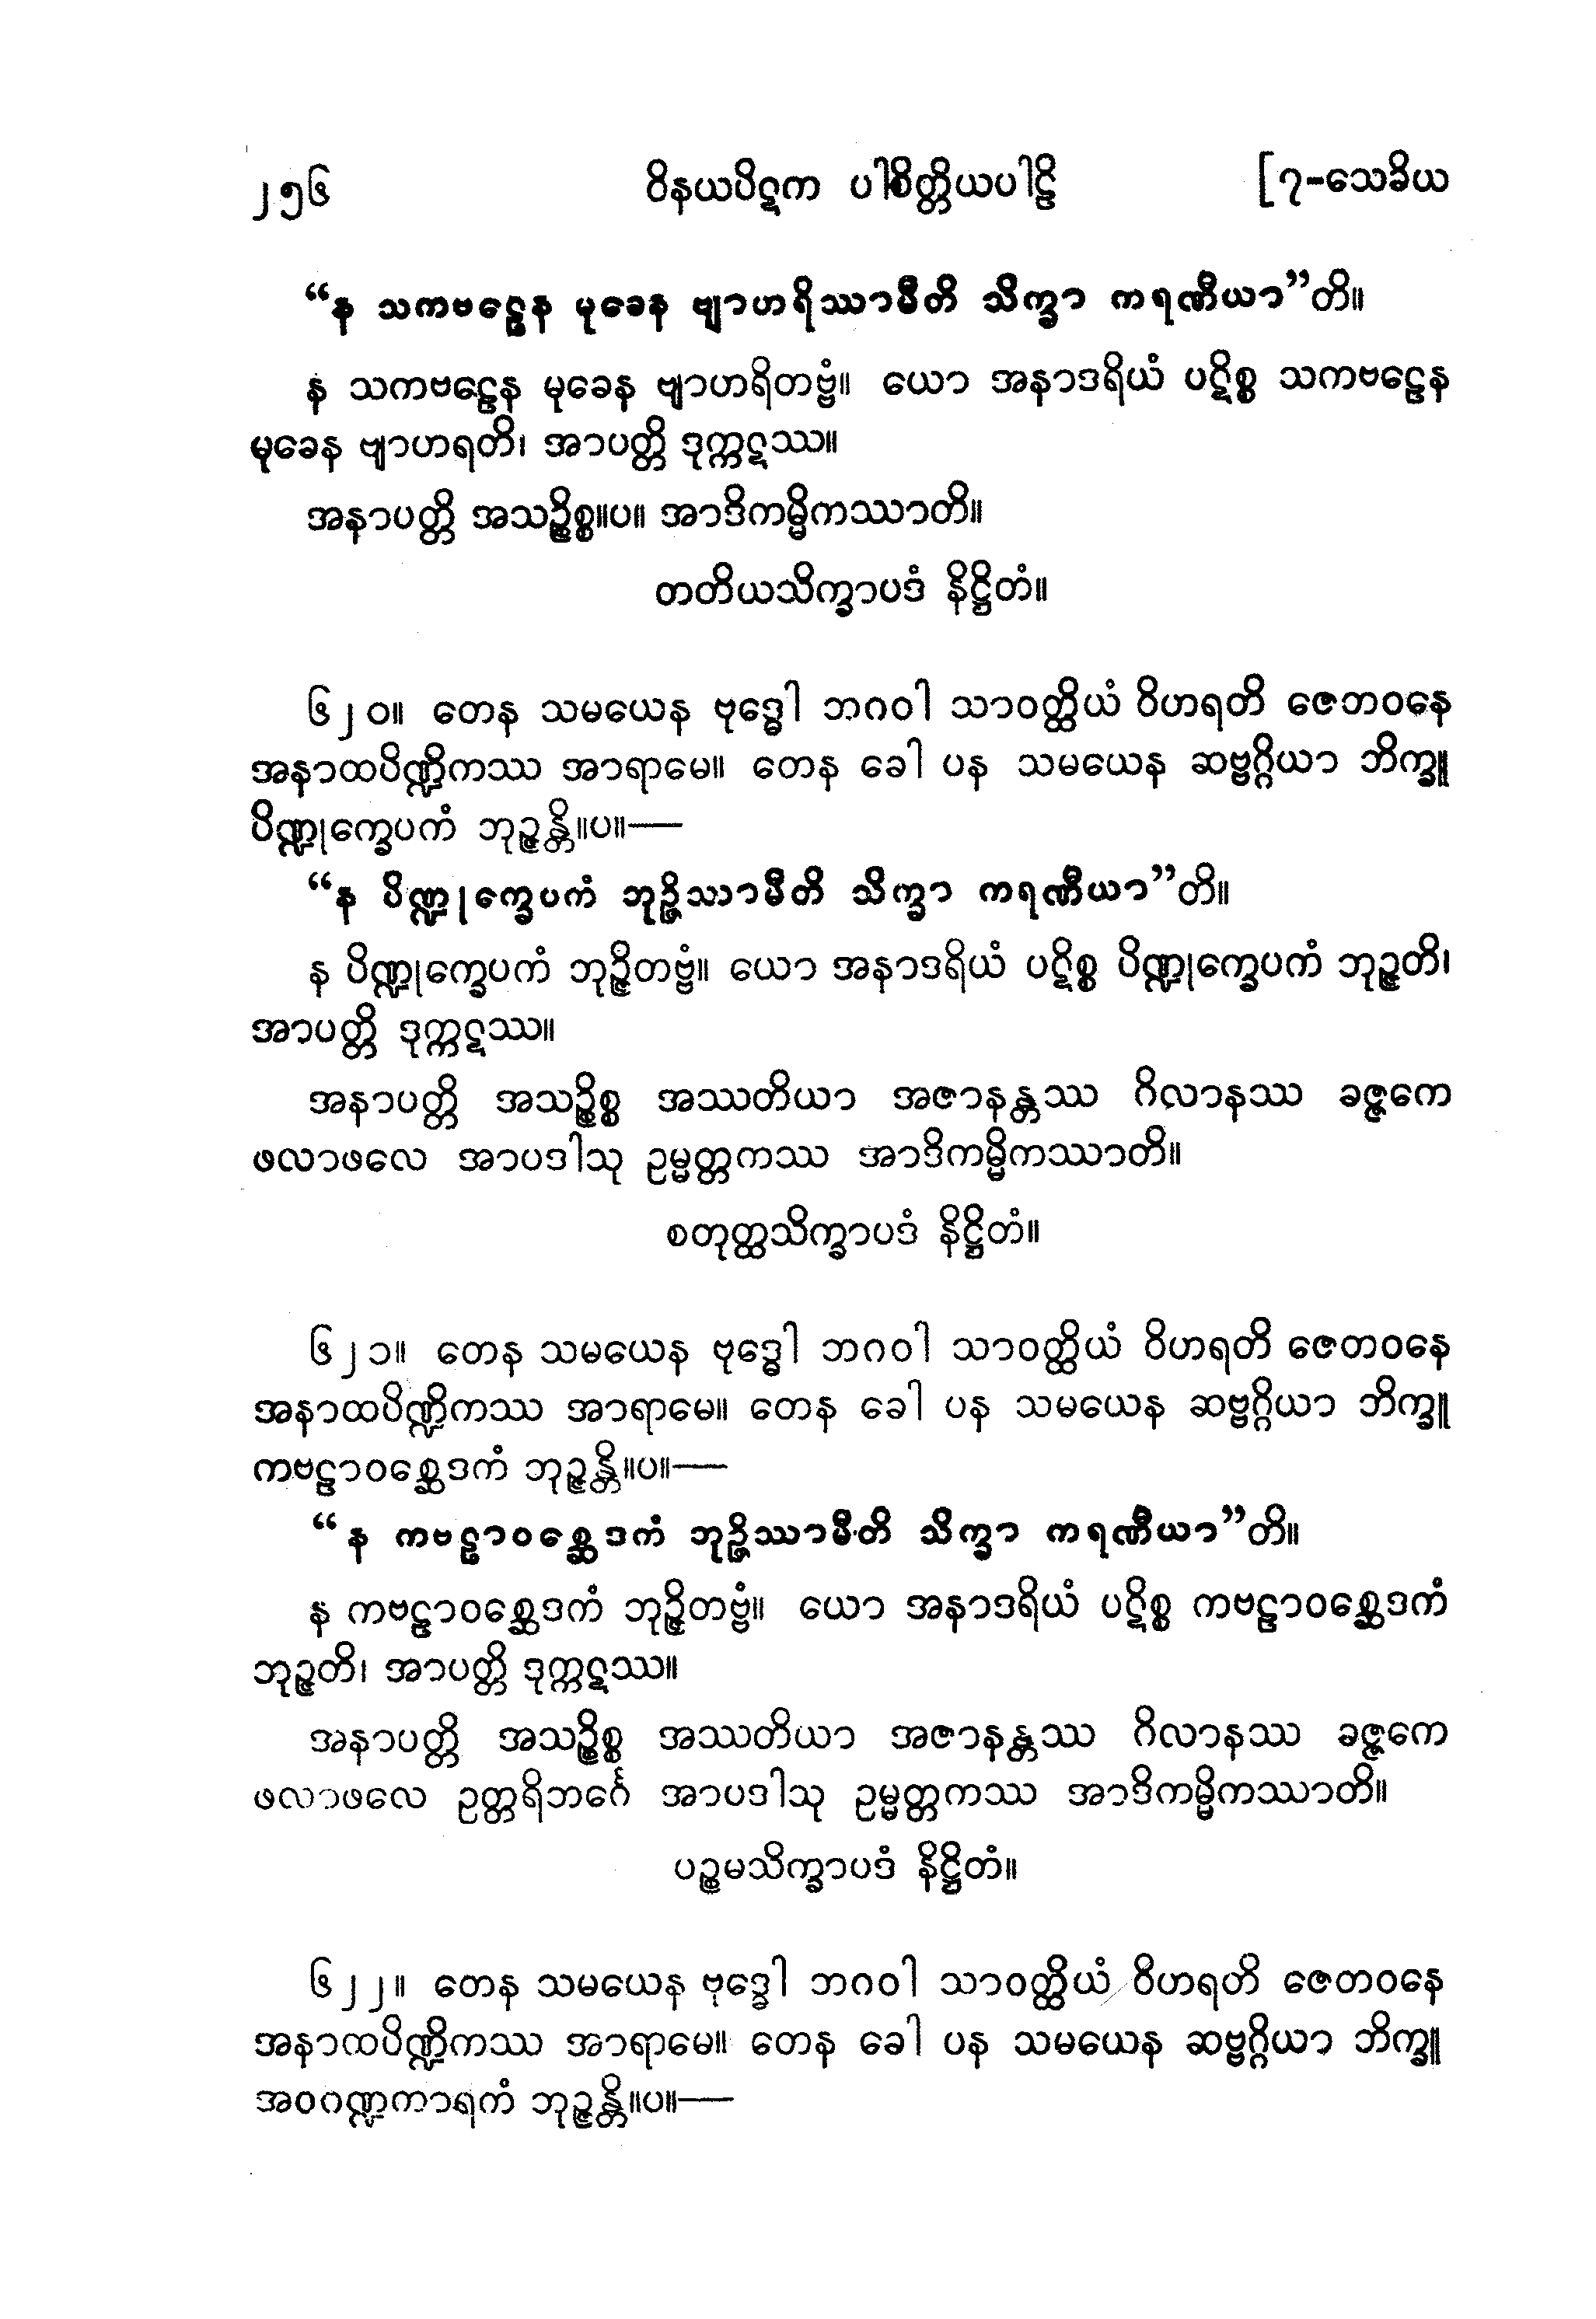 ၂၅၆ ဝိနယပိဋက ပါစိတ္တိယပါဠိ [၇-သေခိယ
“န သကဗဠေန မုခေန ဗျာဟရိဿာမီတိ သိက္ခာ ကရဏီယာ”တိ။
န သကဗဠေန မုခေန ဗျာဟရိတဗ္ဗံ။ ယော အနာဒရိယံ ပဋိစ္စ သကဗဠေန
မုခေန ဗျာဟရတိ၊ အာပတ္တိ ဒုက္ကဋဿ။
အနာပတ္တိ အသဉ္စိစ္စ။ပ။ အာဒိကမ္မိကဿာတိ။
တတိယသိက္ခာပဒံ နိဋ္ဌိတံ။
၆၂၀။ တေန သမယေန ဗုဒ္ဓေါ ဘဂဝါ သာဝတ္ထိယံ ဝိဟရတိ ဇေဘဝနေ
အနာထပိဏ္ဍိကဿ အာရာမေ။ တေန ခေါ ပန သမယေန ဆဗ္ဗဂ္ဂိယာ ဘိက္ခူ
ပိဏ္ဍုက္ခေပကံ ဘုဉ္ဇန္တိ။ပ။—
“န ပိဏ္ဍုက္ခေပကံ ဘုဉ္ဇိဿာမီတိ သိက္ခာ ကရဏီယာ”တိ။
န ပိဏ္ဍုက္ခေပကံ ဘုဉ္ဇိတဗ္ဗံ။ ယော အနာဒရိယံ ပဋိစ္စ ပိဏ္ဍုက္ခေပကံ ဘုဉ္ဇတိ၊
အာပတ္တိ ဒုက္ကဋဿ။
အနာပတ္တိ အသဉ္စိစ္စ အဿတိယာ အဇာနန္တဿ ဂိလာနဿ ခဇ္ဇကေ
ဖလာဖလေ အာပဒါသု ဥမ္မတ္တကဿ အာဒိကမ္မိကဿာတိ။
စတုတ္ထသိက္ခာပဒံ နိဋ္ဌိတံ။
၆၂၁။ တေန သမယေန ဗုဒ္ဓေါ ဘဂဝါ သာဝတ္ထိယံ ဝိဟရတိ ဇေတဝနေ
အနာထပိဏ္ဍိကဿ အာရာမေ။ တေန ခေါ ပန သမယေန ဆဗ္ဗဂ္ဂိယာ ဘိက္ခူ
ကဗဠာဝစ္ဆေဒကံ ဘုဉ္ဇန္တိ။ပ။—
“န ကဗဠာဝစ္ဆေဒကံ ဘုဉ္ဇိဿာမီတိ သိက္ခာ ကရဏီယာ”တိ။
န ကဗဠာဝစ္ဆေဒကံ ဘုဉ္ဇိတဗ္ဗံ။ ယော အနာဒရိယံ ပဋိစ္စ ကဗဠာဝစ္ဆေဒကံ
ဘုဉ္ဇတိ၊ အာပတ္တိ ဒုက္ကဋဿ။
အနာပတ္တိ အသဉ္စိစ္စ အဿတိယာ အဇာနန္တဿ ဂိလာနဿ ခဇ္ဇကေ
ဖလာဖလေ ဥတ္တရိဘင်္ဂေ အာပဒါသု ဥမ္မတ္တကဿ အာဒိကမ္မိကဿာတိ။
ပဉ္စမသိက္ခာပဒံ နိဋ္ဌိတံ။
၆၂၂။ တေန သမယေန ဗုဒ္ဓေါ ဘဂဝါ သာဝတ္ထိယံ ဝိဟရတိ ဇေတဝနေ
အနာထပိဏ္ဍိကဿ အာရာမေ။ တေန ခေါ ပန သမယေန ဆဗ္ဗဂ္ဂိယာ ဘိက္ခူ
အဝဂဏ္ဍကာရကံ ဘုဉ္ဇန္တိ။ပ။—